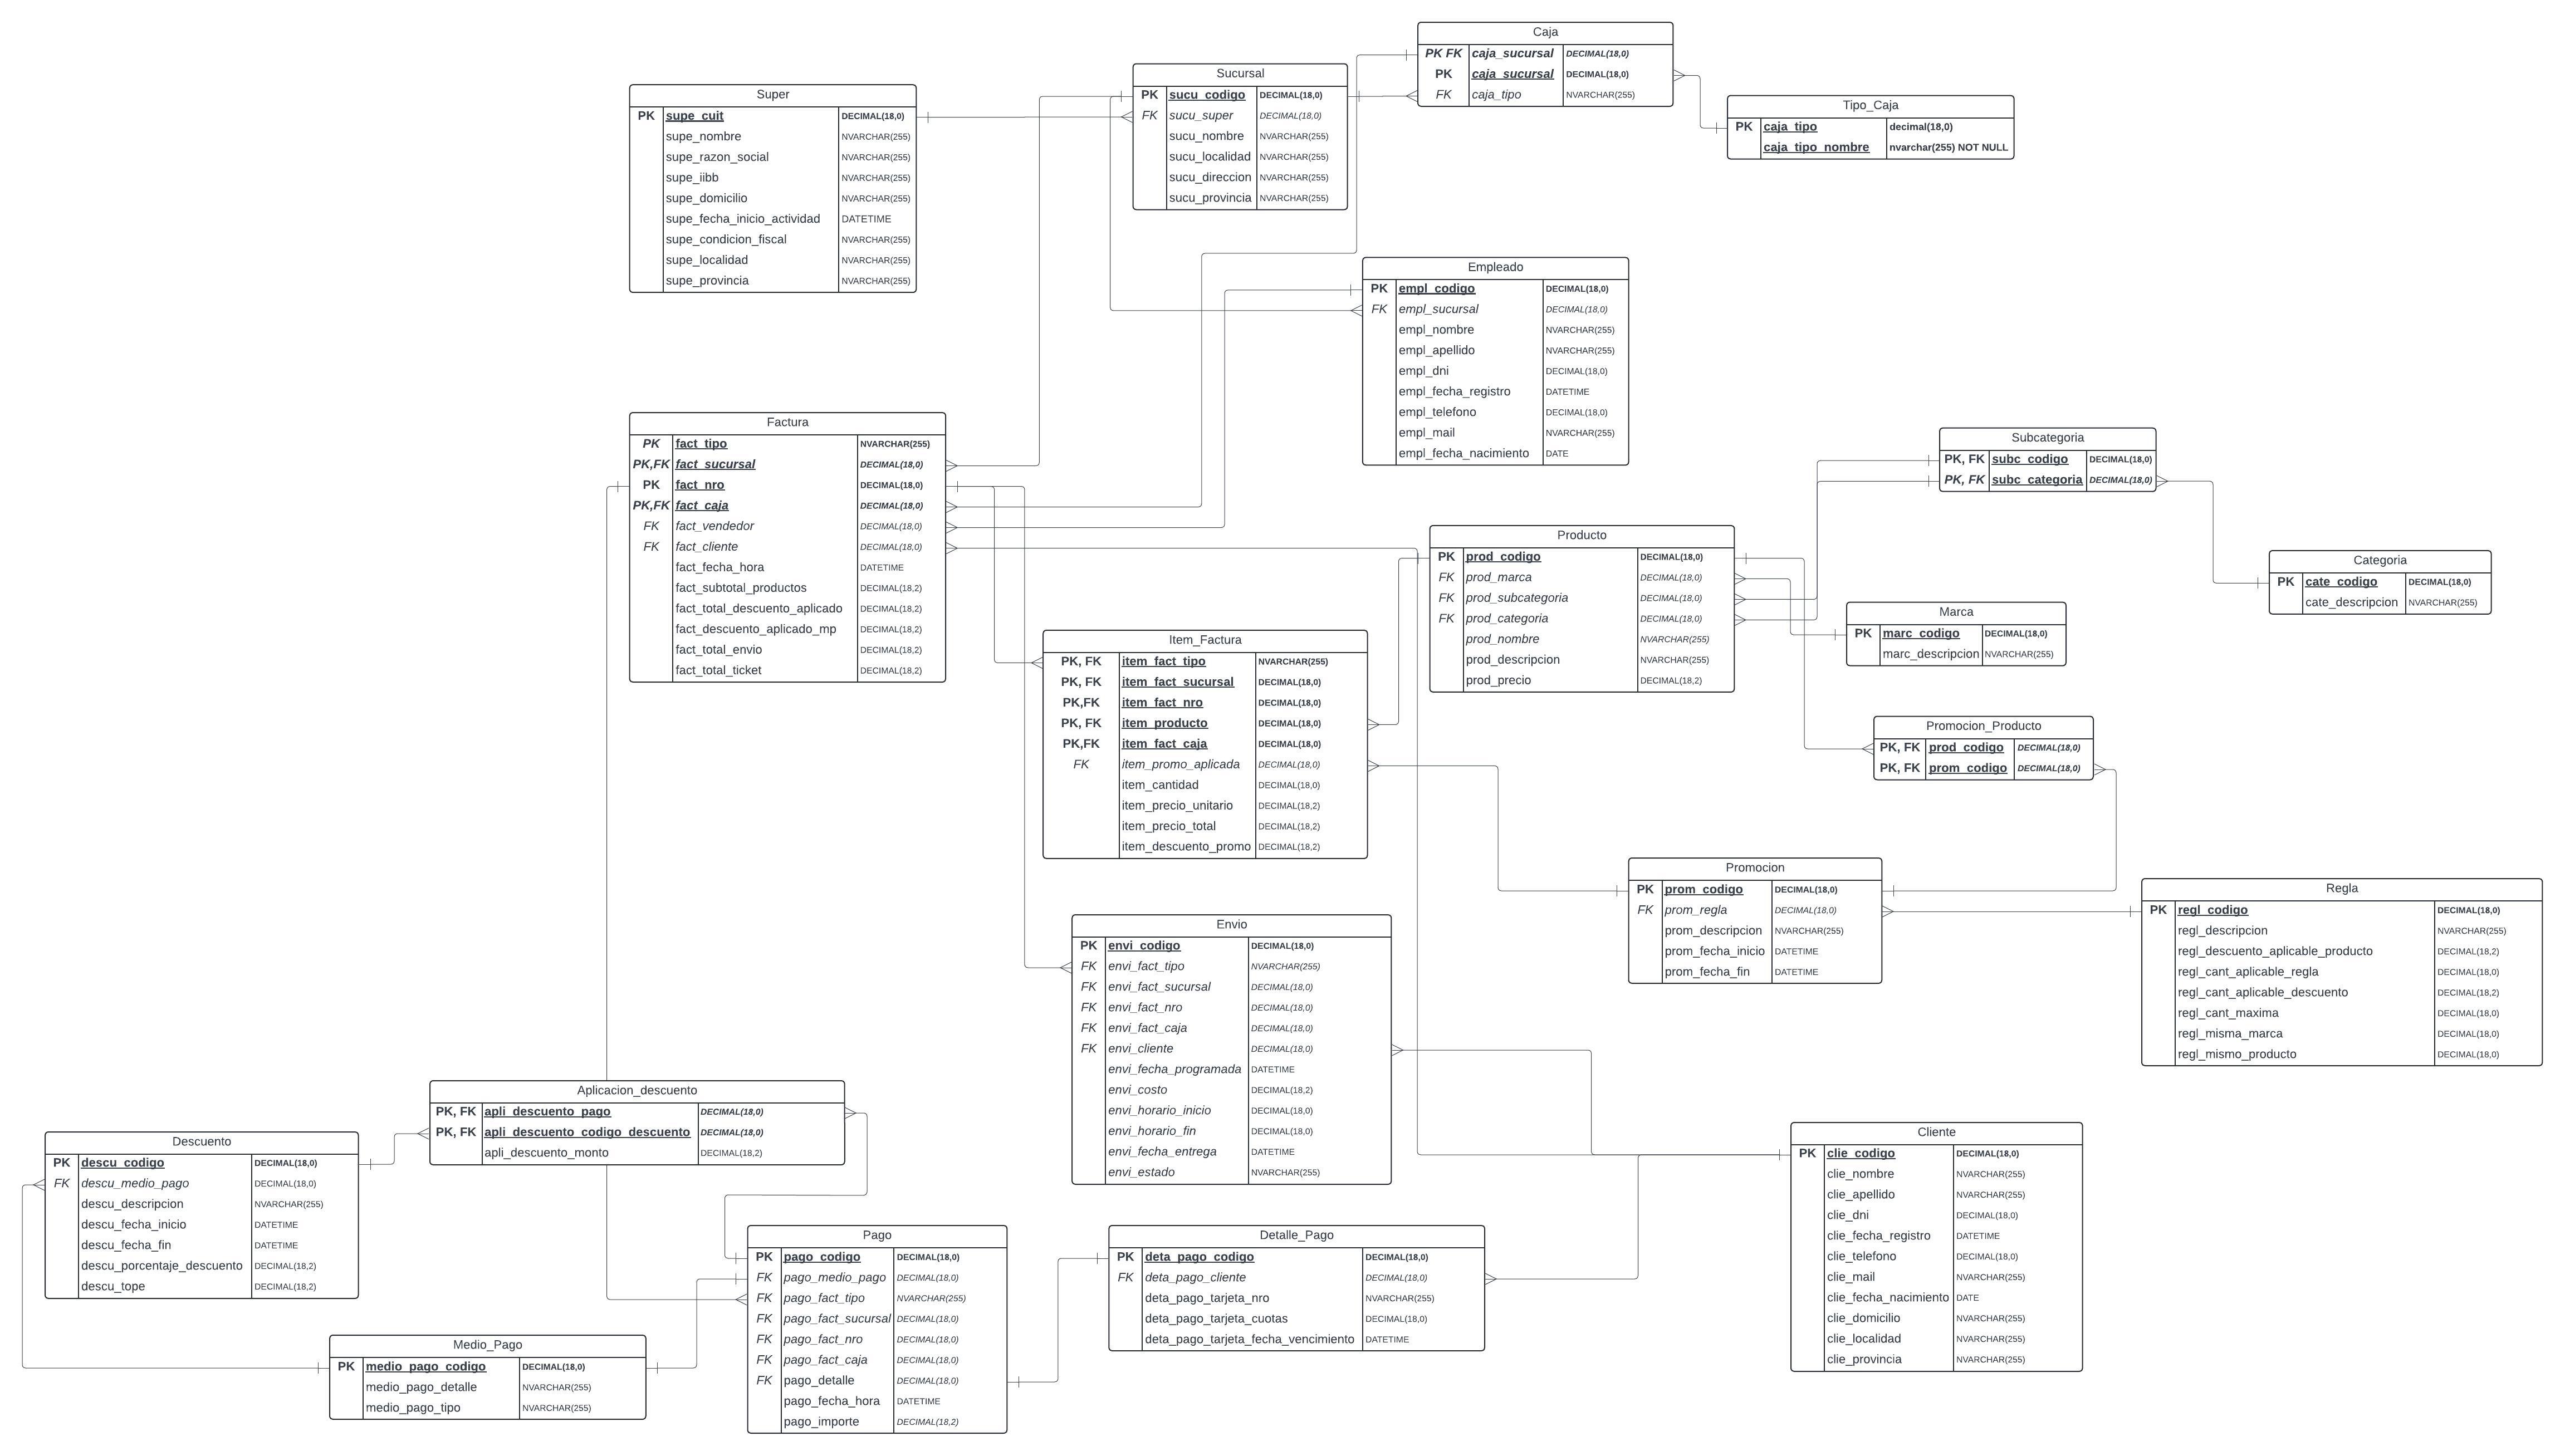 Caja
PK FK caja_sucursal DECIMAL(18,0)
PK caja_sucursal DECIMAL(18,0)
FK caja_tipo NVARCHAR(255)
Sucursal
PK sucu_codigo DECIMAL(18,0)
FK sucu_super DECIMAL(18,0)
sucu_nombre NVARCHAR(255)
sucu_localidad NVARCHAR(255)
sucu_direccion NVARCHAR(255)
sucu_provincia NVARCHAR(255)
Super
PK supe_cuit DECIMAL(18,0)
supe_nombre NVARCHAR(255)
supe_razon_social NVARCHAR(255)
supe_iibb NVARCHAR(255)
supe_domicilio NVARCHAR(255)
supe_fecha_inicio_actividad DATETIME
supe_condicion_fiscal NVARCHAR(255)
supe_localidad NVARCHAR(255)
supe_provincia NVARCHAR(255)
Tipo_Caja
PK caja_tipo decimal(18,0)
caja_tipo_nombre nvarchar(255) NOT NULL
Empleado
PK empl_codigo DECIMAL(18,0)
FK empl_sucursal DECIMAL(18,0)
empl_nombre NVARCHAR(255)
empl_apellido NVARCHAR(255)
empl_dni DECIMAL(18,0)
empl_fecha_registro DATETIME
empl_telefono DECIMAL(18,0)
empl_mail NVARCHAR(255)
empl_fecha_nacimiento DATE
Factura
PK fact_tipo NVARCHAR(255)
PK,FK fact_sucursal DECIMAL(18,0)
PK fact_nro DECIMAL(18,0)
PK,FK fact_caja DECIMAL(18,0)
FK fact_vendedor DECIMAL(18,0)
FK fact_cliente DECIMAL(18,0)
fact_fecha_hora DATETIME
fact_subtotal_productos DECIMAL(18,2)
fact_total_descuento_aplicado DECIMAL(18,2)
fact_descuento_aplicado_mp DECIMAL(18,2)
fact_total_envio DECIMAL(18,2)
fact_total_ticket DECIMAL(18,2)
Subcategoria
PK, FK subc_codigo DECIMAL(18,0)
PK, FK subc_categoria DECIMAL(18,0)
Producto
PK prod_codigo DECIMAL(18,0)
FK prod_marca DECIMAL(18,0)
FK prod_subcategoria DECIMAL(18,0)
FK prod_categoria DECIMAL(18,0)
prod_nombre NVARCHAR(255)
prod_descripcion NVARCHAR(255)
prod_precio DECIMAL(18,2)
Categoria
PK cate_codigo DECIMAL(18,0)
cate_descripcion NVARCHAR(255)
Marca
PK marc_codigo DECIMAL(18,0)
marc_descripcion NVARCHAR(255)
Item_Factura
PK, FK item_fact_tipo NVARCHAR(255)
PK, FK item_fact_sucursal DECIMAL(18,0)
PK,FK item_fact_nro DECIMAL(18,0)
PK, FK item_producto DECIMAL(18,0)
PK,FK item_fact_caja DECIMAL(18,0)
FK item_promo_aplicada DECIMAL(18,0)
item_cantidad DECIMAL(18,0)
item_precio_unitario DECIMAL(18,2)
item_precio_total DECIMAL(18,2)
item_descuento_promo DECIMAL(18,2)
Promocion_Producto
PK, FK prod_codigo DECIMAL(18,0)
PK, FK prom_codigo DECIMAL(18,0)
Promocion
PK prom_codigo DECIMAL(18,0)
FK prom_regla DECIMAL(18,0)
prom_descripcion NVARCHAR(255)
prom_fecha_inicio DATETIME
prom_fecha_fin DATETIME
Regla
PK regl_codigo DECIMAL(18,0)
regl_descripcion NVARCHAR(255)
regl_descuento_aplicable_producto DECIMAL(18,2)
regl_cant_aplicable_regla DECIMAL(18,0)
regl_cant_aplicable_descuento DECIMAL(18,2)
regl_cant_maxima DECIMAL(18,0)
regl_misma_marca DECIMAL(18,0)
regl_mismo_producto DECIMAL(18,0)
Envio
PK envi_codigo DECIMAL(18,0)
FK envi_fact_tipo NVARCHAR(255)
FK envi_fact_sucursal DECIMAL(18,0)
FK envi_fact_nro DECIMAL(18,0)
FK envi_fact_caja DECIMAL(18,0)
FK envi_cliente DECIMAL(18,0)
envi_fecha_programada DATETIME
envi_costo DECIMAL(18,2)
envi_horario_inicio DECIMAL(18,0)
envi_horario_fin DECIMAL(18,0)
envi_fecha_entrega DATETIME
envi_estado NVARCHAR(255)
Aplicacion_descuento
PK, FK apli_descuento_pago DECIMAL(18,0)
PK, FK apli_descuento_codigo_descuento DECIMAL(18,0)
apli_descuento_monto DECIMAL(18,2)
Descuento
PK descu_codigo DECIMAL(18,0)
FK descu_medio_pago DECIMAL(18,0)
descu_descripcion NVARCHAR(255)
descu_fecha_inicio DATETIME
descu_fecha_fin DATETIME
descu_porcentaje_descuento DECIMAL(18,2)
descu_tope DECIMAL(18,2)
Cliente
PK clie_codigo DECIMAL(18,0)
clie_nombre NVARCHAR(255)
clie_apellido NVARCHAR(255)
clie_dni DECIMAL(18,0)
clie_fecha_registro DATETIME
clie_telefono DECIMAL(18,0)
clie_mail NVARCHAR(255)
clie_fecha_nacimiento DATE
clie_domicilio NVARCHAR(255)
clie_localidad NVARCHAR(255)
clie_provincia NVARCHAR(255)
Pago
PK pago_codigo DECIMAL(18,0)
FK pago_medio_pago DECIMAL(18,0)
FK pago_fact_tipo NVARCHAR(255)
FK pago_fact_sucursal DECIMAL(18,0)
FK pago_fact_nro DECIMAL(18,0)
FK pago_fact_caja DECIMAL(18,0)
FK pago_detalle DECIMAL(18,0)
pago_fecha_hora DATETIME
pago_importe DECIMAL(18,2)
Detalle_Pago
PK deta_pago_codigo DECIMAL(18,0)
FK deta_pago_cliente DECIMAL(18,0)
deta_pago_tarjeta_nro NVARCHAR(255)
deta_pago_tarjeta_cuotas DECIMAL(18,0)
deta_pago_tarjeta_fecha_vencimiento DATETIME
Medio_Pago
PK medio_pago_codigo DECIMAL(18,0)
medio_pago_detalle NVARCHAR(255)
medio_pago_tipo NVARCHAR(255)